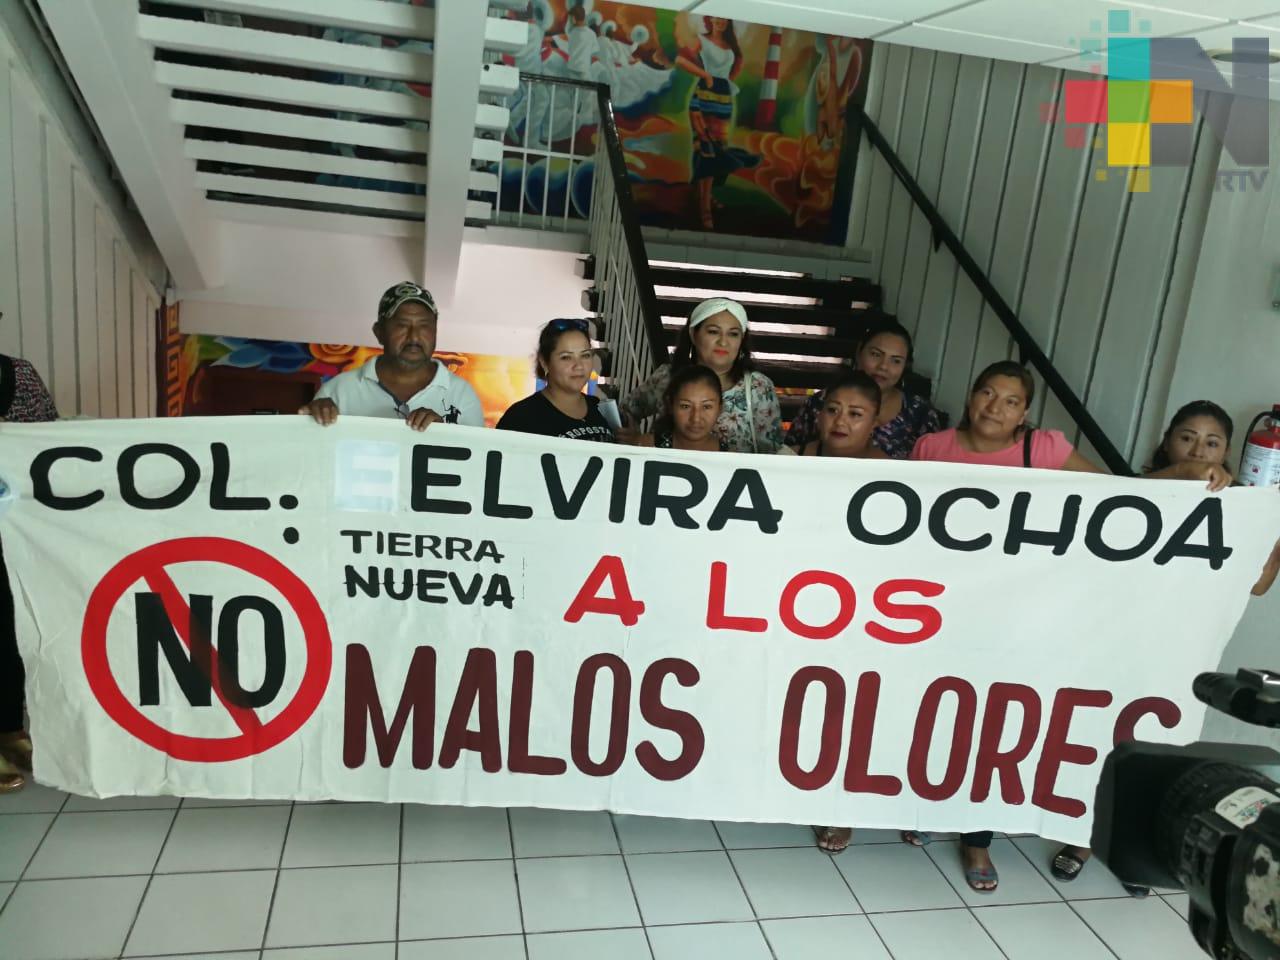 N
RTV
COL. : ELVIRA OCHOA
TIERRA
NUEVA
NO
A LOS
MALOS OLORES